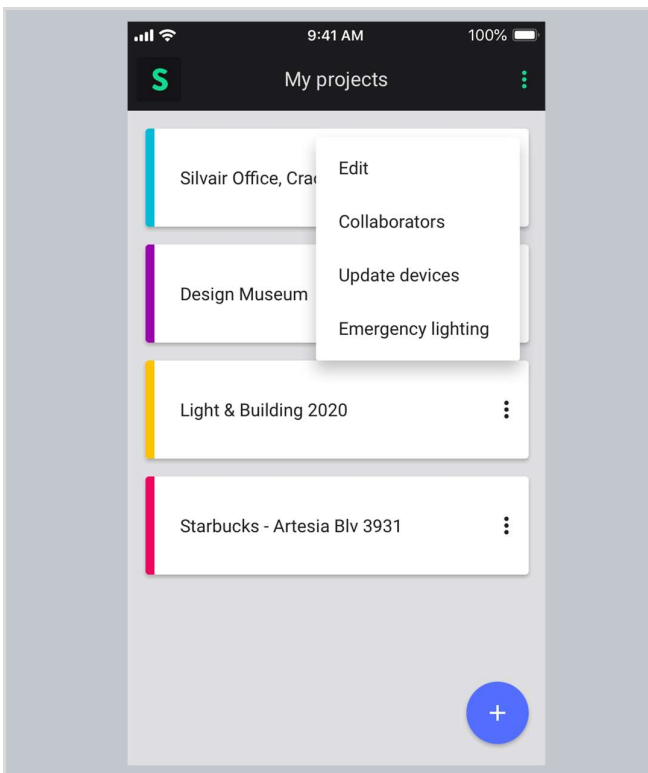 9:41 AM 100%
S My projects
Edit
Silvair Office,
Collaborators
Update devices
Design Museum
Emergency lighting
Light & Building 2020
Starbucks - Artesia Blv 3931
+